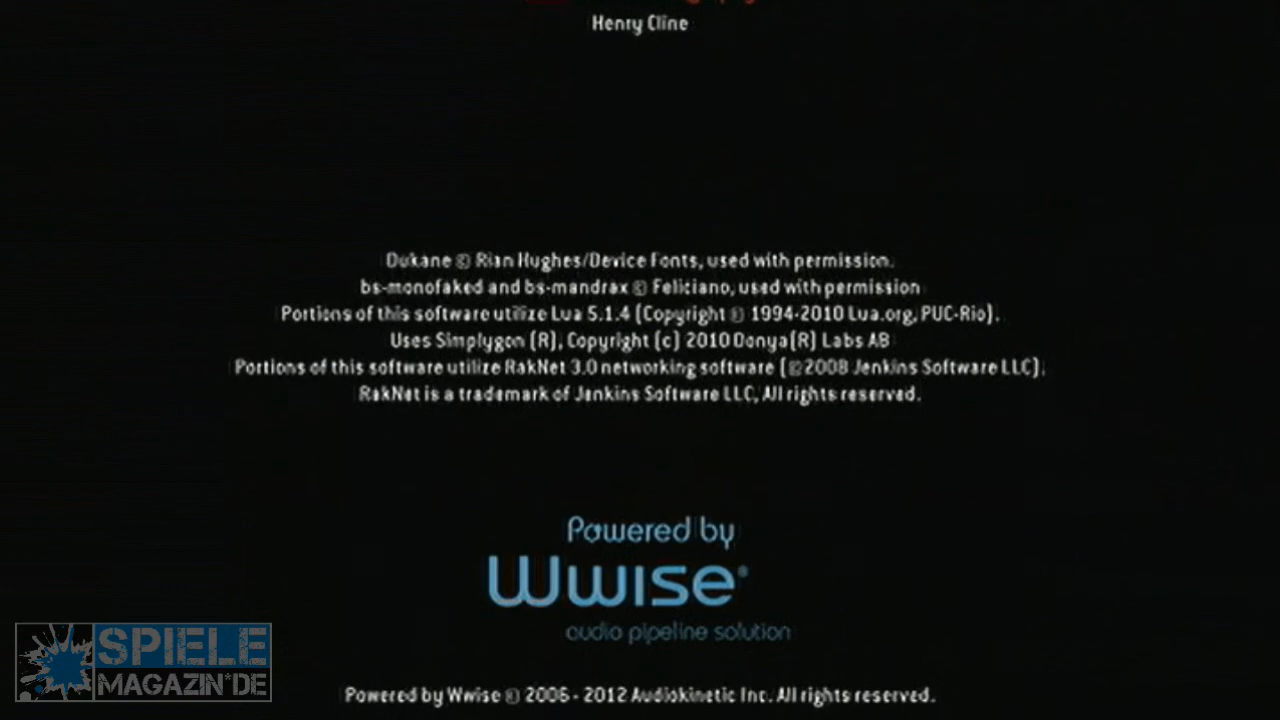 Henry Cline
Dukane © Rian Hughes/Device Fonts, used with permission.
bs-monofaked and bs-mandrax © Feliciano, used with permission
Portions of this software utilize Lua 5.1.4 (Copyright © 1994-2010 Lua.org, PUC-Rio).
Uses Simplygon (R), Copyright (c) 2010 Donya(R) Labs AB
Portions of this software utilize RakNet 3.0 networking software (©2008 Jenkins Software LLC).
RakNet is a trademark of Jenkins Software LLC, All rights reserved.
Powered by
Wwise®
audio pipeline solution
SPIELE
MAGAZIN*DE
Powered by Wwise © 2006 - 2012 Audiokinetic Inc. All rights reserved.